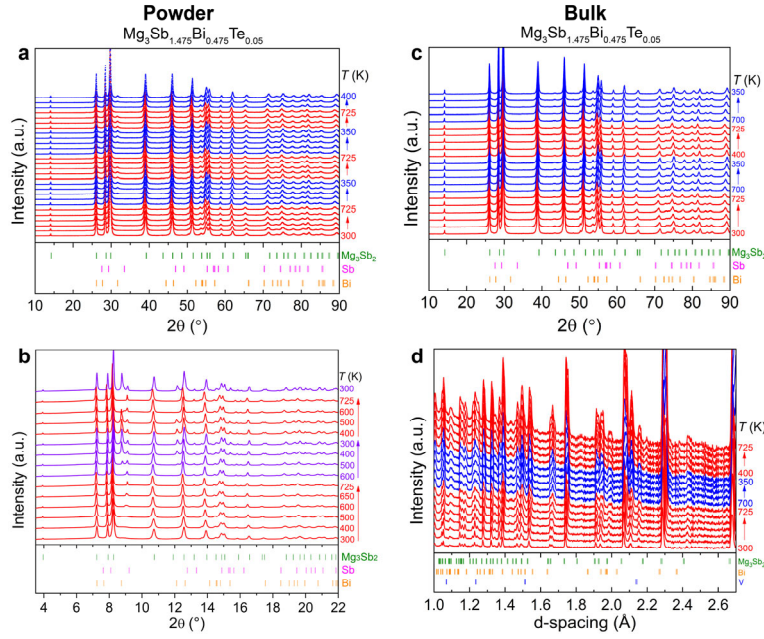 Powder
Mg3Sb1.475Bi0.475Te0.05
a
T (K)
400
725
350
725
350
725
300
Intensity (a.u.)
Mg3Sb2
Sb
Bi
10 20 30 40 50 60 70 80 90
2θ (°)
Bulk
Mg3Sb1.475Bi0.475Te0.05
c
T (K)
350
700
725
400
350
700
725
300
Intensity (a.u.)
Mg3Sb2
Sb
Bi
10 20 30 40 50 60 70 80 90
2θ (°)
b
T (K)
300
725
600
500
400
300
400
500
600
725
650
600
500
400
300
Intensity (a.u.)
Mg3Sb2
Sb
Bi
4 6 8 10 12 14 16 18 20 22
2θ (°)
d
T (K)
725
400
350
700
725
300
Intensity (a.u.)
Mg3Sb2
Bi
V
1.0 1.2 1.4 1.6 1.8 2.0 2.2 2.4 2.6
d-spacing (Å)